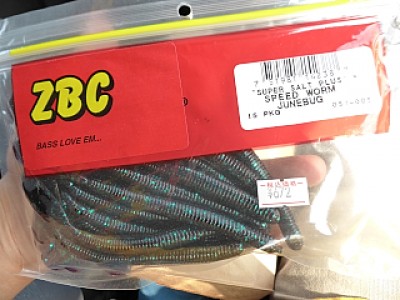 ZBC
BASS LOVE EM...
"SUPER SALT PLUS"
SPEED WORM
JUNEBUG
15 PKG